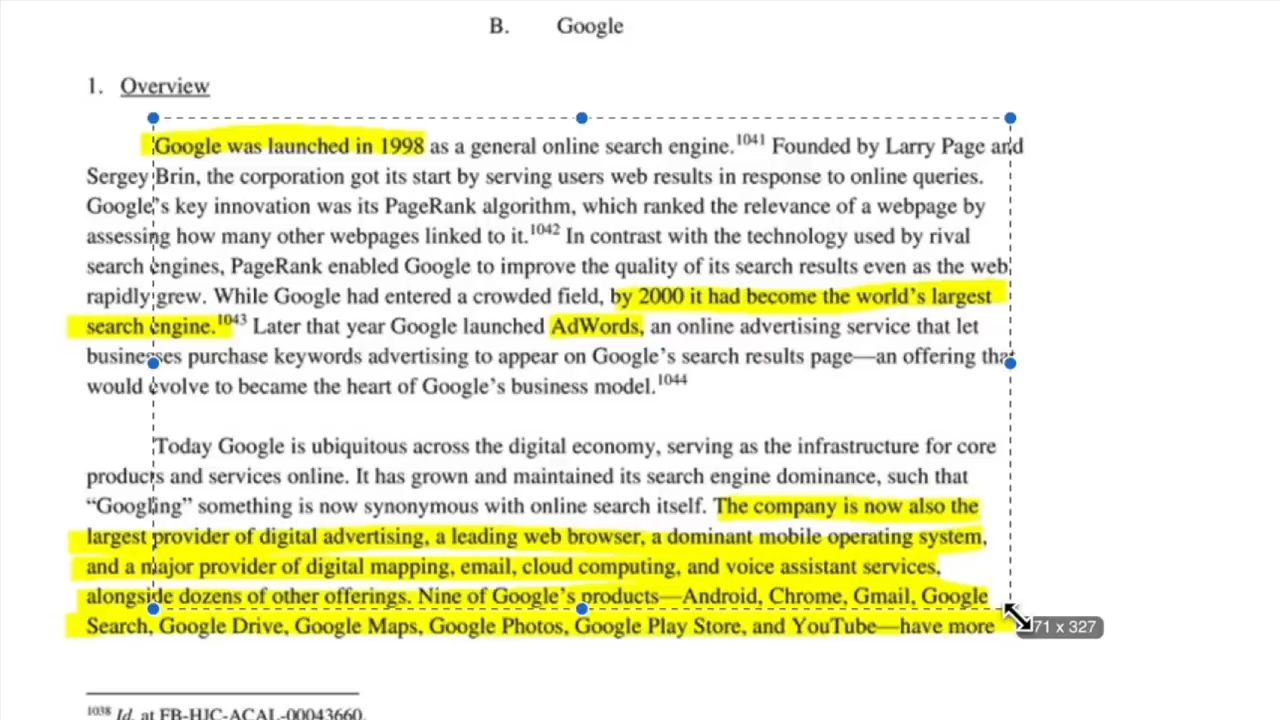 B. Google
1. Overview
Google was launched in 1998 as a general online search engine.1041 Founded by Larry Page and
Sergey Brin, the corporation got its start by serving users web results in response to online queries.
Google's key innovation was its PageRank algorithm, which ranked the relevance of a webpage by
assessing how many other webpages linked to it.1042 In contrast with the technology used by rival
search engines, PageRank enabled Google to improve the quality of its search results even as the web
rapidly grew. While Google had entered a crowded field, by 2000 it had become the world's largest
search engine.1043 Later that year Google launched AdWords, an online advertising service that let
businesses purchase keywords advertising to appear on Google's search results page—an offering that
would evolve to became the heart of Google's business model.1044
Today Google is ubiquitous across the digital economy, serving as the infrastructure for core
products and services online. It has grown and maintained its search engine dominance, such that
“Googling” something is now synonymous with online search itself. The company is now also the
largest provider of digital advertising, a leading web browser, a dominant mobile operating system,
and a major provider of digital mapping, email, cloud computing, and voice assistant services,
alongside dozens of other offerings. Nine of Google's products—Android, Chrome, Gmail, Google
Search, Google Drive, Google Maps, Google Photos, Google Play Store, and YouTube—have more
71 x 327
1038 Id. at FB-HJC-ACAL-00043660.